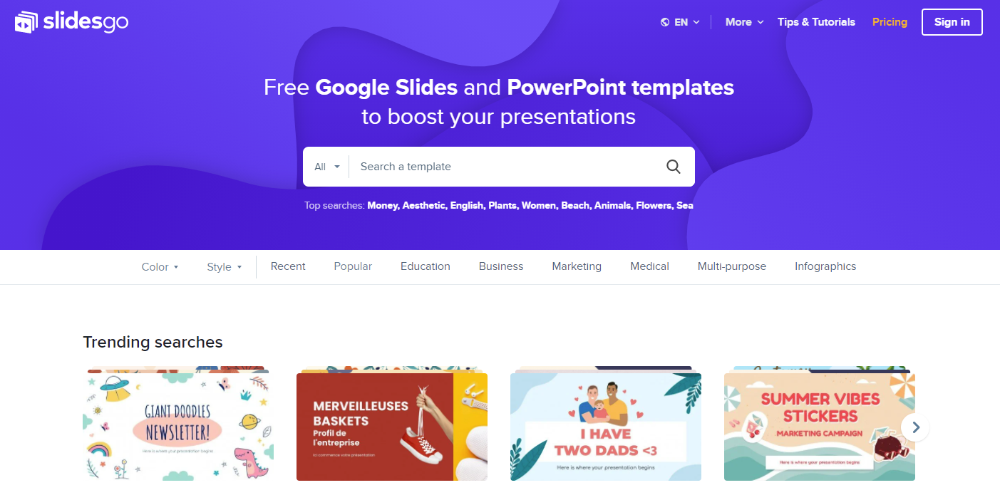 slidesgo
EN
More
Tips & Tutorials
Pricing
Sign in
Free Google Slides and PowerPoint templates
to boost your presentations
All
Search a template
Top searches: Money, Aesthetic, English, Plants, Women, Beach, Animals, Flowers, Sea
Color
Style
Recent
Popular
Education
Business
Marketing
Medical
Multi-purpose
Infographics
Trending searches
GIANT DOODLES
NEWSLETTER!
Here is where your presentation begins
MERVEILLEUSES
BASKETS
Profil de
l'entreprise
Ici commence votre présentation
I HAVE
TWO DADS <3
Here is where your presentation begins
SUMMER VIBES
STICKERS
MARKETING CAMPAIGN
Here is where your presentation begins